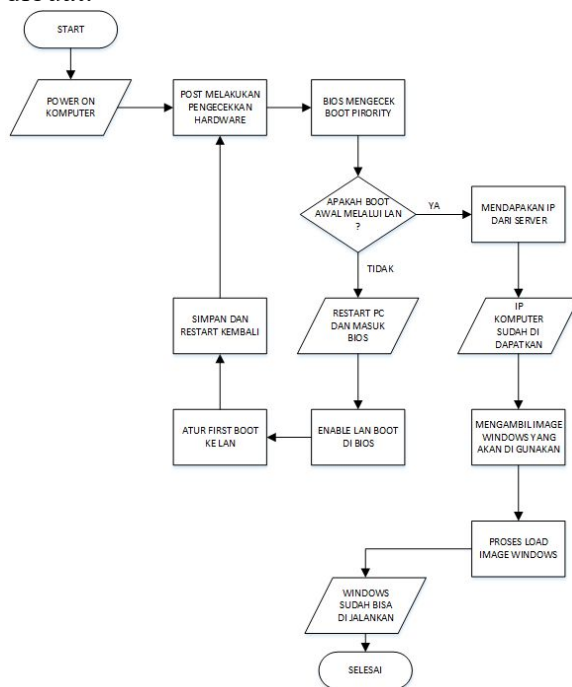 START
POWER ON
KOMPUTER
POST MELAKUKAN
PENGECEKKAN
HARDWARE
BIOS MENGECEK
BOOT PIRORITY
APAKAH BOOT
AWAL MELALUI LAN
?
YA
MENDAPAKAN IP
DARI SERVER
TIDAK
SIMPAN DAN
RESTART KEMBALI
RESTART PC
DAN MASUK
BIOS
IP
KOMPUTER
SUDAH DI
DAPATKAN
ATUR FIRST BOOT
KE LAN
ENABLE LAN BOOT
DI BIOS
MENGAMBIL IMAGE
WINDOWS YANG
AKAN DI GUNAKAN
PROSES LOAD
IMAGE WINDOWS
WINDOWS
SUDAH BISA
DI JALANKAN
SELESAI